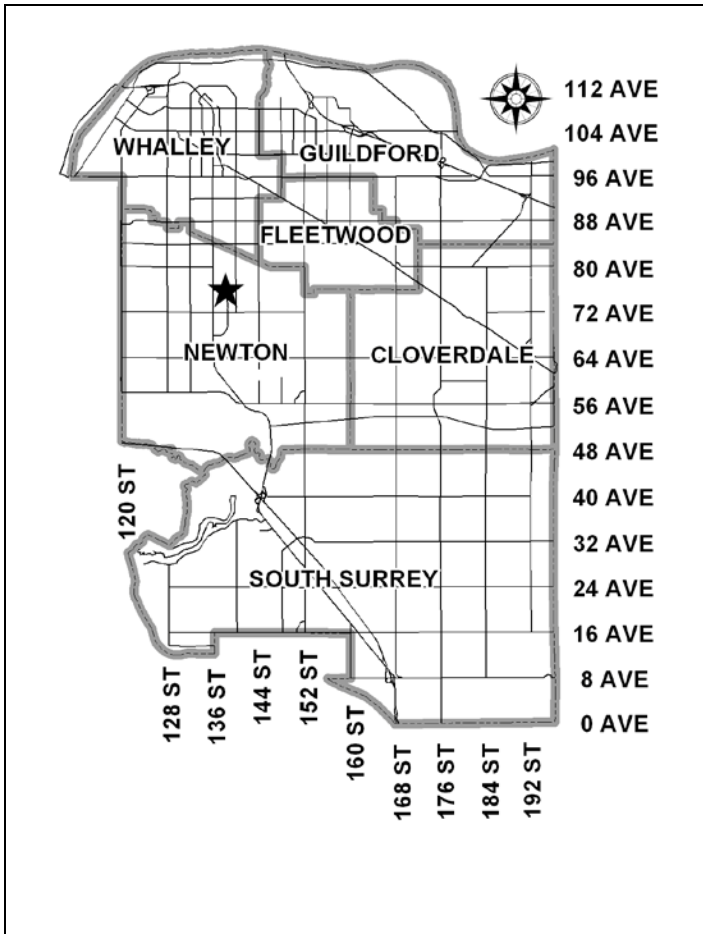 112 AVE
104 AVE
WHALLEY
GUILDFORD
96 AVE
88 AVE
FLEETWOOD
80 AVE
72 AVE
NEWTON
CLOVERDALE
64 AVE
56 AVE
48 AVE
120 ST
40 AVE
32 AVE
SOUTH SURREY
24 AVE
16 AVE
8 AVE
0 AVE
128 ST
136 ST
144 ST
152 ST
160 ST
168 ST
176 ST
184 ST
192 ST